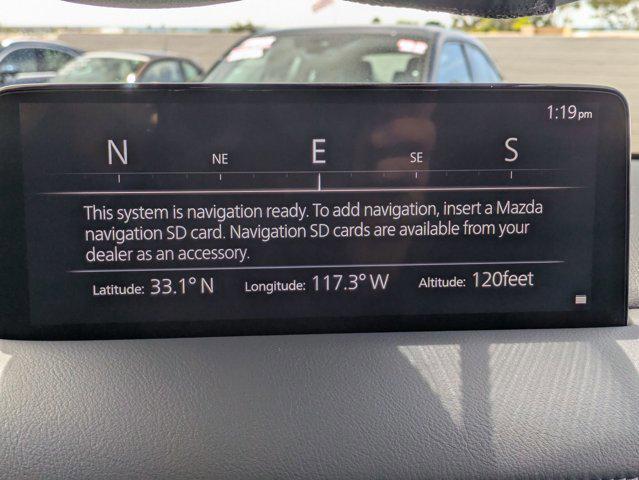 1:19pm
N NE E SE S
This system is navigation ready. To add navigation, insert a Mazda
navigation SD card. Navigation SD cards are available from your
dealer as an accessory.
Latitude: 33.1° N Longitude: 117.3° W Altitude: 120feet